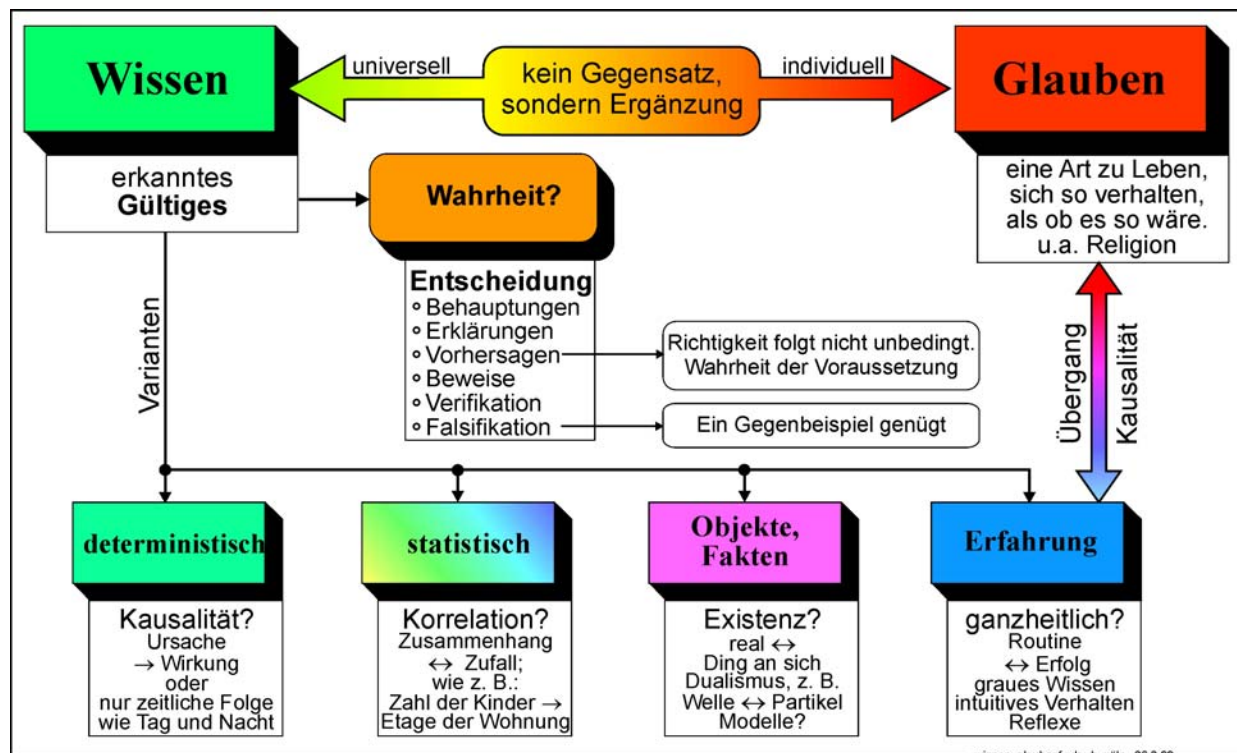 Wissen
universell
kein Gegensatz,
sondern Ergänzung
individuell
Glauben
erkanntes
Gültiges
Wahrheit?
eine Art zu Leben,
sich so verhalten,
als ob es so wäre.
u.a. Religion
Entscheidung
∘ Behauptungen
∘ Erklärungen
∘ Vorhersagen
∘ Beweise
∘ Verifikation
∘ Falsifikation
Richtigkeit folgt nicht unbedingt.
Wahrheit der Voraussetzung
Ein Gegenbeispiel genügt
Varianten
Übergang
Kausalität
deterministisch
Kausalität?
Ursache
→ Wirkung
oder
nur zeitliche Folge
wie Tag und Nacht
statistisch
Korrelation?
Zusammenhang
↔ Zufall;
wie z. B.:
Zahl der Kinder →
Etage der Wohnung
Objekte,
Fakten
Existenz?
real ↔
Ding an sich
Dualismus, z. B.
Welle ↔ Partikel
Modelle?
Erfahrung
ganzheitlich?
Routine
↔ Erfolg
graues Wissen
intuitives Verhalten
Reflexe